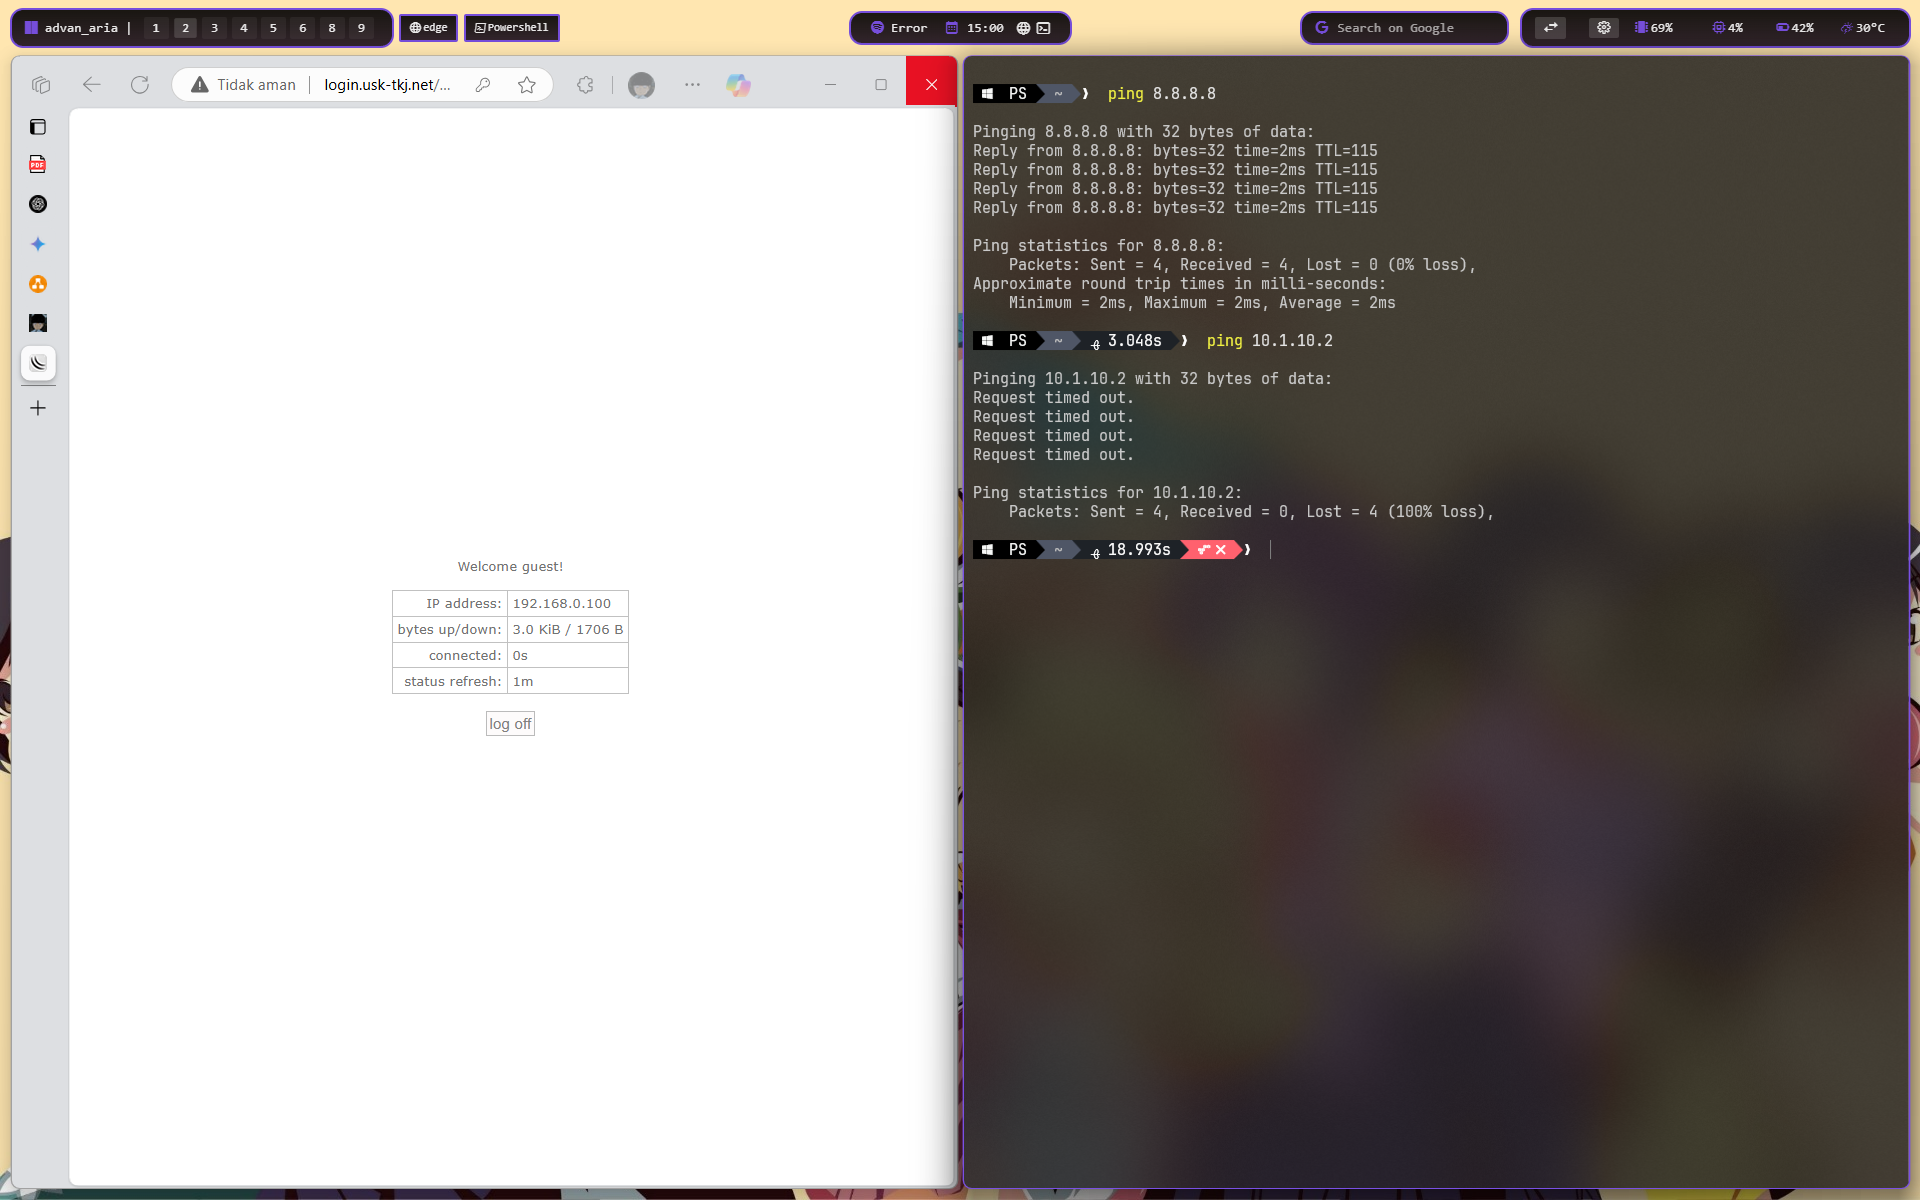 advan_aria | 1 2 3 4 5 6 8 9
edge
Powershell
Error 15:00
Search on Google
69% 4% 42% 30°C
Tidak aman login.usk-tkj.net/...
PDF
Welcome guest!
IP address: 192.168.0.100
bytes up/down: 3.0 KiB / 1706 B
connected: 0s
status refresh: 1m
log off
PS ~ ping 8.8.8.8
Pinging 8.8.8.8 with 32 bytes of data:
Reply from 8.8.8.8: bytes=32 time=2ms TTL=115
Reply from 8.8.8.8: bytes=32 time=2ms TTL=115
Reply from 8.8.8.8: bytes=32 time=2ms TTL=115
Reply from 8.8.8.8: bytes=32 time=2ms TTL=115
Ping statistics for 8.8.8.8:
Packets: Sent = 4, Received = 4, Lost = 0 (0% loss),
Approximate round trip times in milli-seconds:
Minimum = 2ms, Maximum = 2ms, Average = 2ms
PS ~ 3.048s ping 10.1.10.2
Pinging 10.1.10.2 with 32 bytes of data:
Request timed out.
Request timed out.
Request timed out.
Request timed out.
Ping statistics for 10.1.10.2:
Packets: Sent = 4, Received = 0, Lost = 4 (100% loss),
PS ~ 18.993s